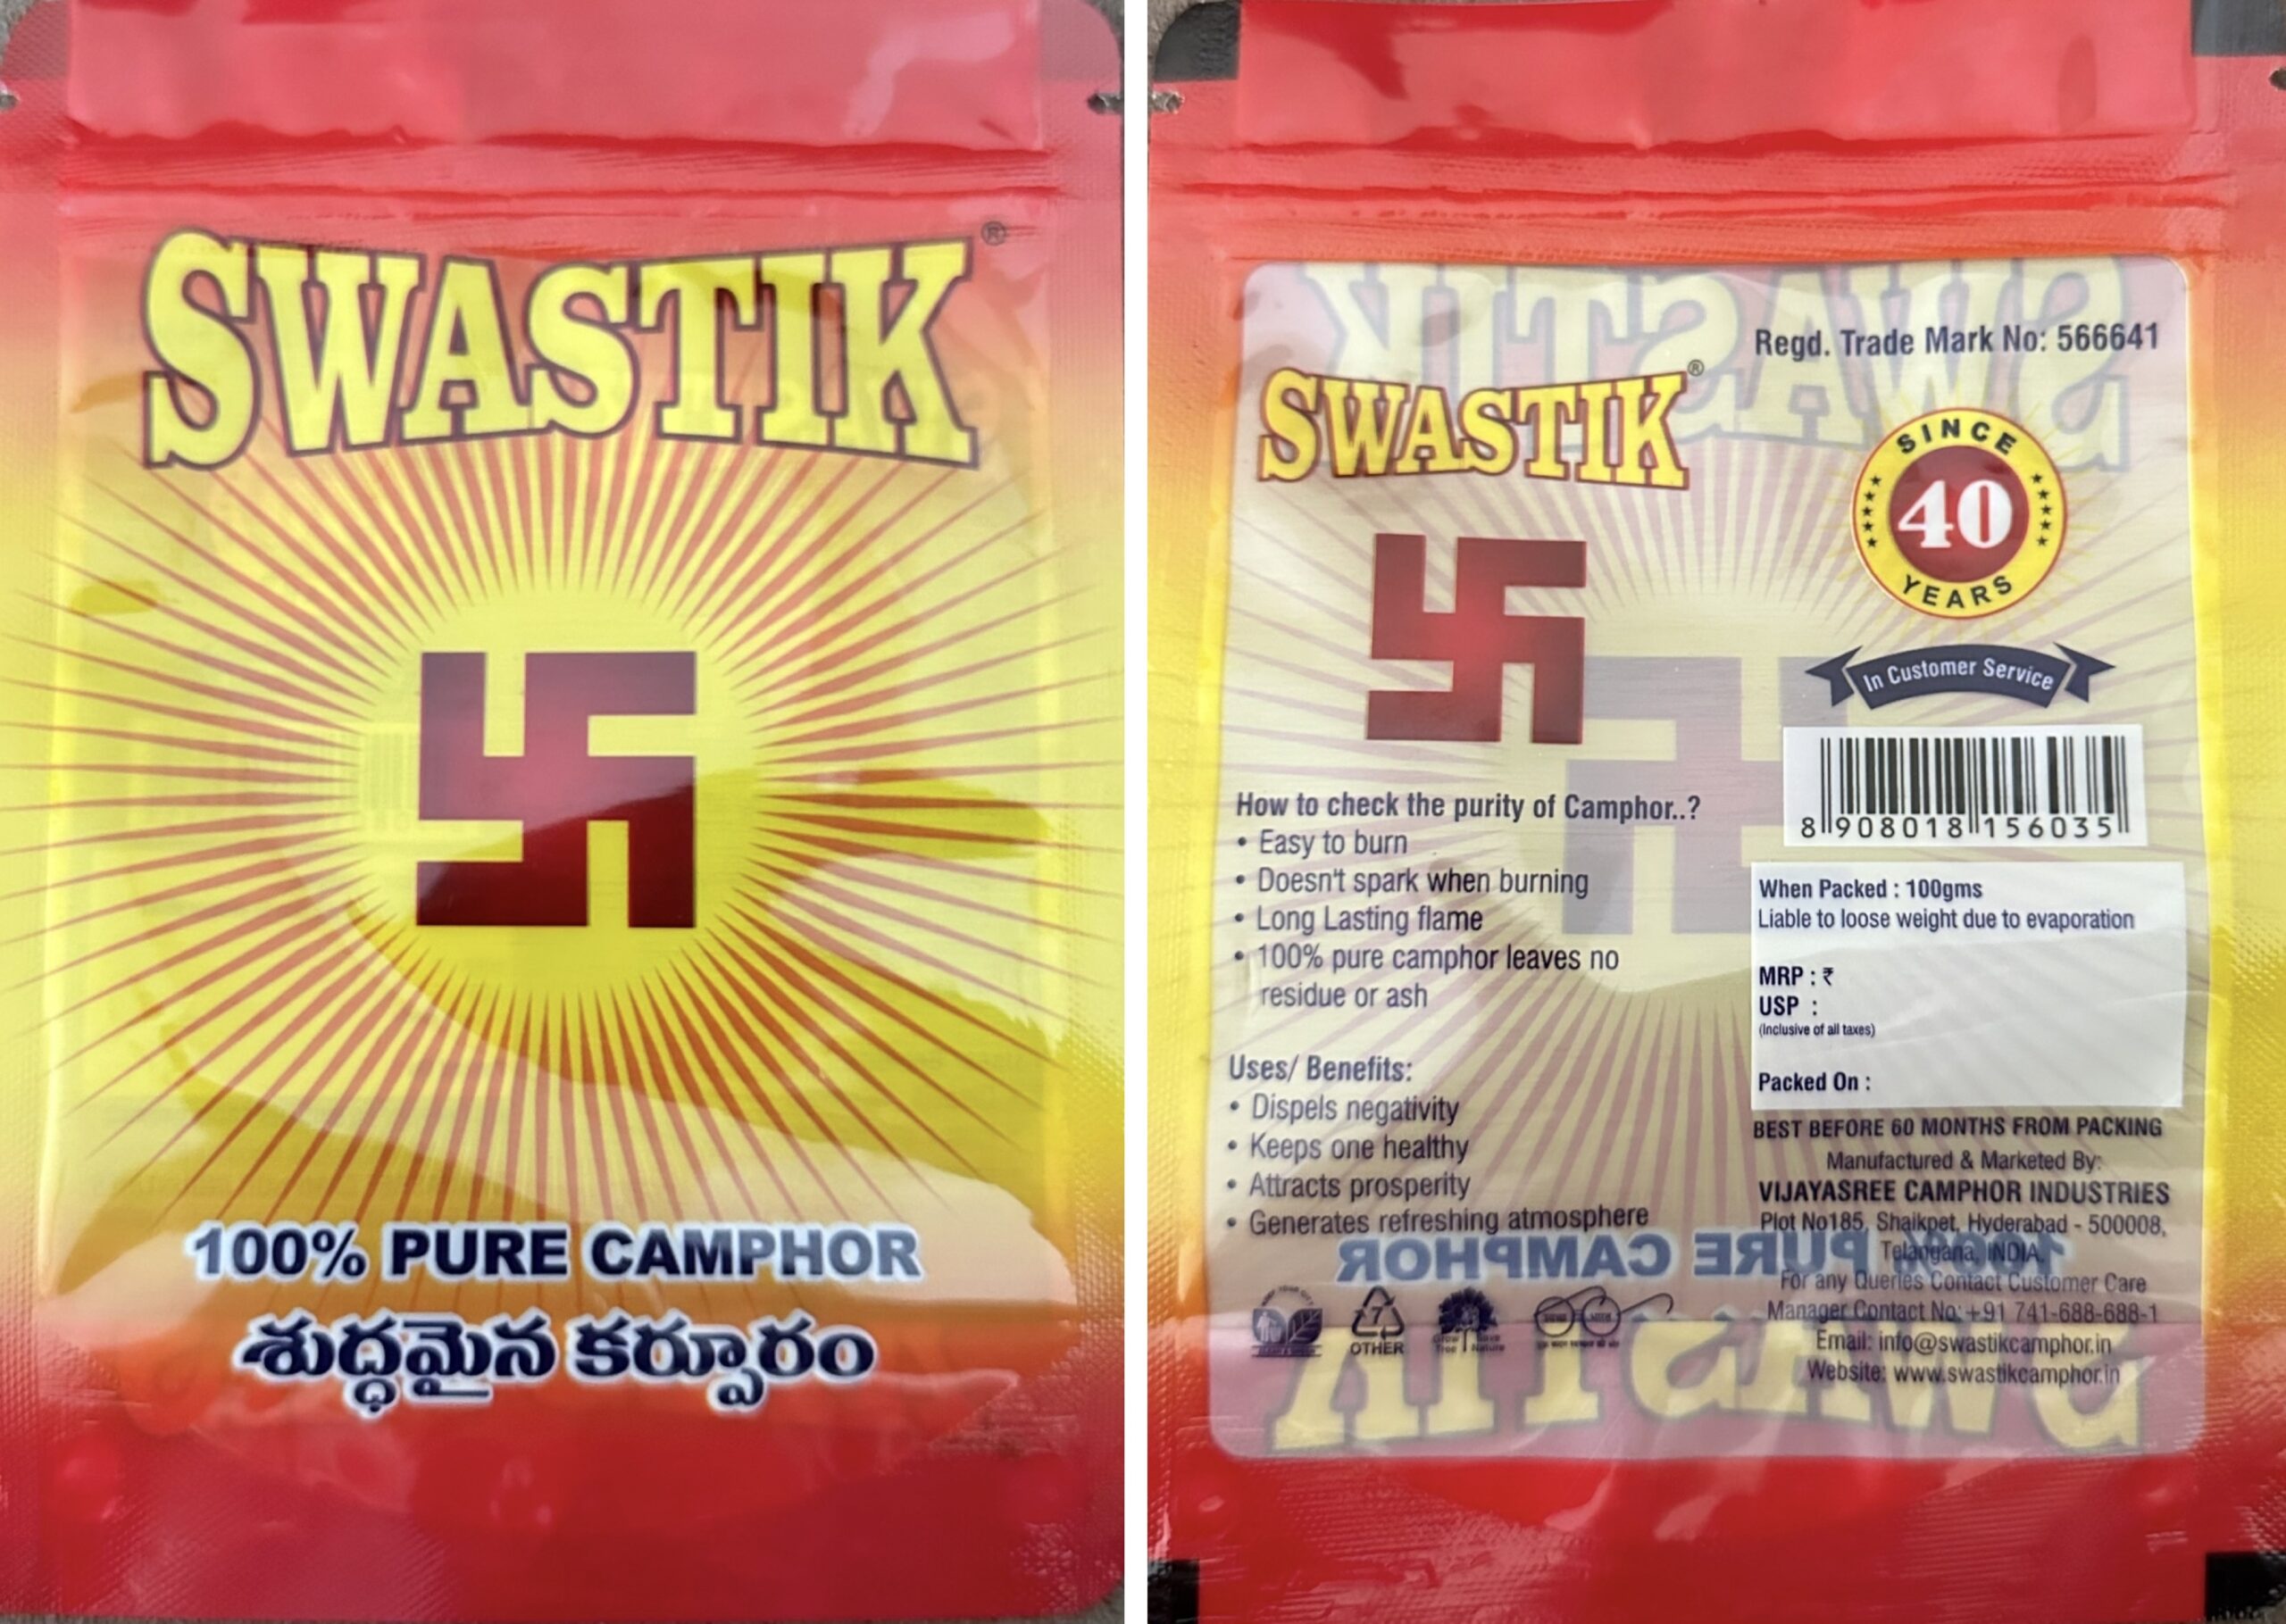 SWASTIK®
100% PURE CAMPHOR
శుద్ధమైన కర్పూరం
Regd. Trade Mark No: 566641
SWASTIK®
SINCE
40
YEARS
In Customer Service
8 908018 156035
How to check the purity of Camphor..?
• Easy to burn
• Doesn't spark when burning
• Long Lasting flame
• 100% pure camphor leaves no
residue or ash
Uses/ Benefits:
• Dispels negativity
• Keeps one healthy
• Attracts prosperity
• Generates refreshing atmosphere
When Packed : 100gms
Liable to loose weight due to evaporation
MRP : ₹
USP :
(Inclusive of all taxes)
Packed On :
BEST BEFORE 60 MONTHS FROM PACKING
Manufactured & Marketed By:
VIJAYASREE CAMPHOR INDUSTRIES
Plot No185, Shaikpet, Hyderabad - 500008,
Telangana, INDIA
For any Queries Contact Customer Care
Manager Contact No: +91 741-688-688-1
Email: info@swastikcamphor.in
Website: www.swastikcamphor.in
7
OTHER